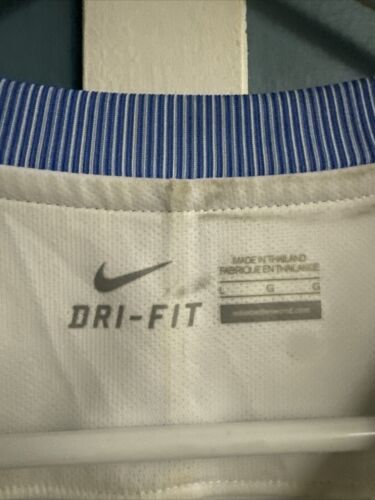 DRI-FIT
MADE IN THAILAND
FABRIQUE EN THAILANDE
L G G